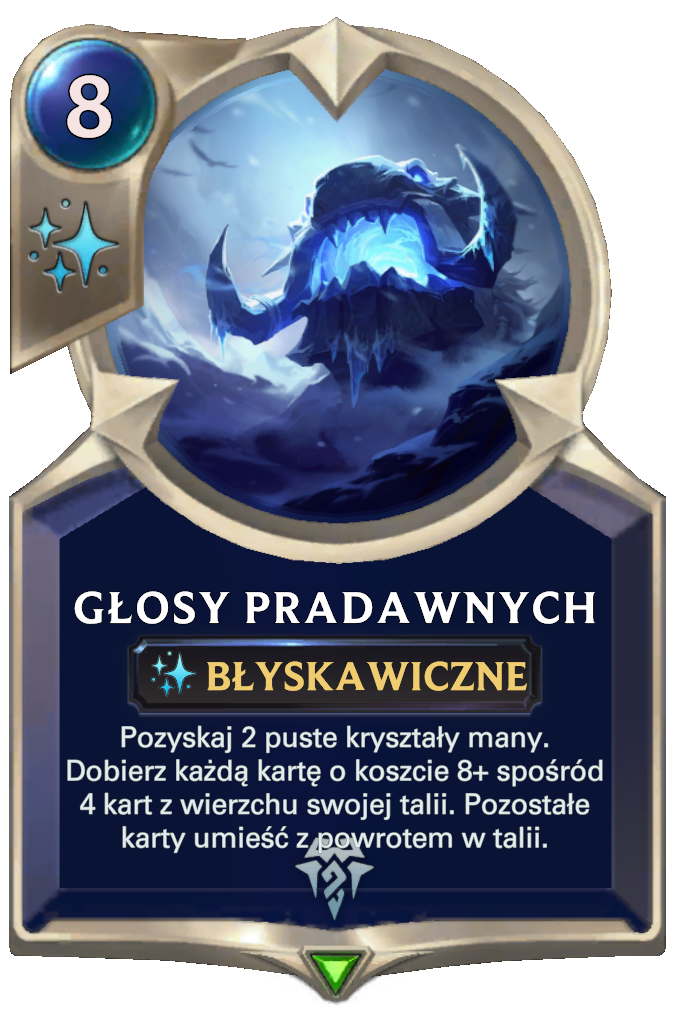 8
GŁOSY PRADAWNYCH
BŁYSKAWICZNE
Pozyskaj 2 puste kryształy many.
Dobierz każdą kartę o koszcie 8+ spośród
4 kart z wierzchu swojej talii. Pozostałe
karty umieść z powrotem w talii.